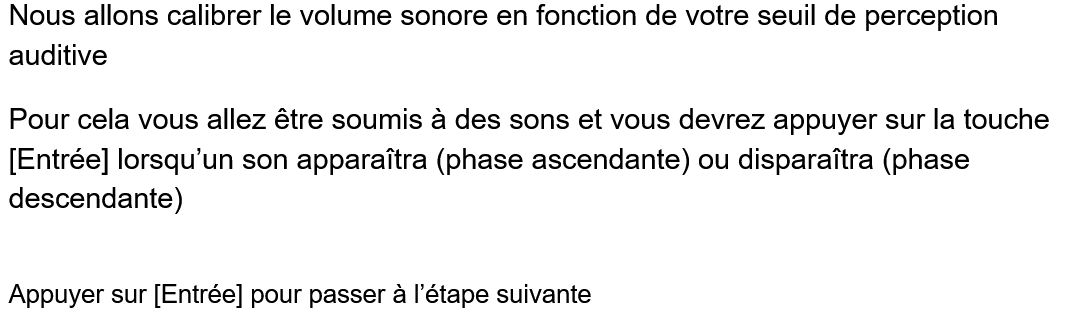 Nous allons calibrer le volume sonore en fonction de votre seuil de perception
auditive
Pour cela vous allez être soumis à des sons et vous devrez appuyer sur la touche
[Entrée] lorsqu’un son apparaîtra (phase ascendante) ou disparaîtra (phase
descendante)
Appuyer sur [Entrée] pour passer à l’étape suivante